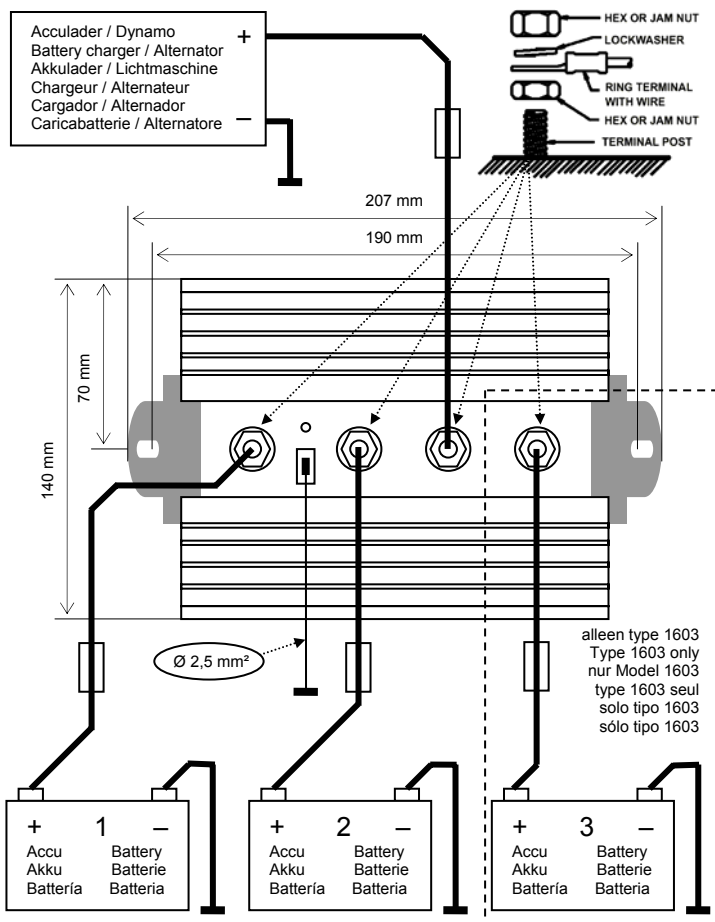 Acculader / Dynamo
Battery charger / Alternator
Akkulader / Lichtmaschine
Chargeur / Alternateur
Cargador / Alternador
Caricabatterie / Alternatore
+
–
HEX OR JAM NUT
LOCKWASHER
RING TERMINAL
WITH WIRE
HEX OR JAM NUT
TERMINAL POST
207 mm
190 mm
70 mm
140 mm
Ø 2,5 mm²
alleen type 1603
Type 1603 only
nur Model 1603
type 1603 seul
solo tipo 1603
sólo tipo 1603
+ 1 –
Accu Battery
Akku Batterie
Batería Batteria
+ 2 –
Accu Battery
Akku Batterie
Batería Batteria
+ 3 –
Accu Battery
Akku Batterie
Batería Batteria